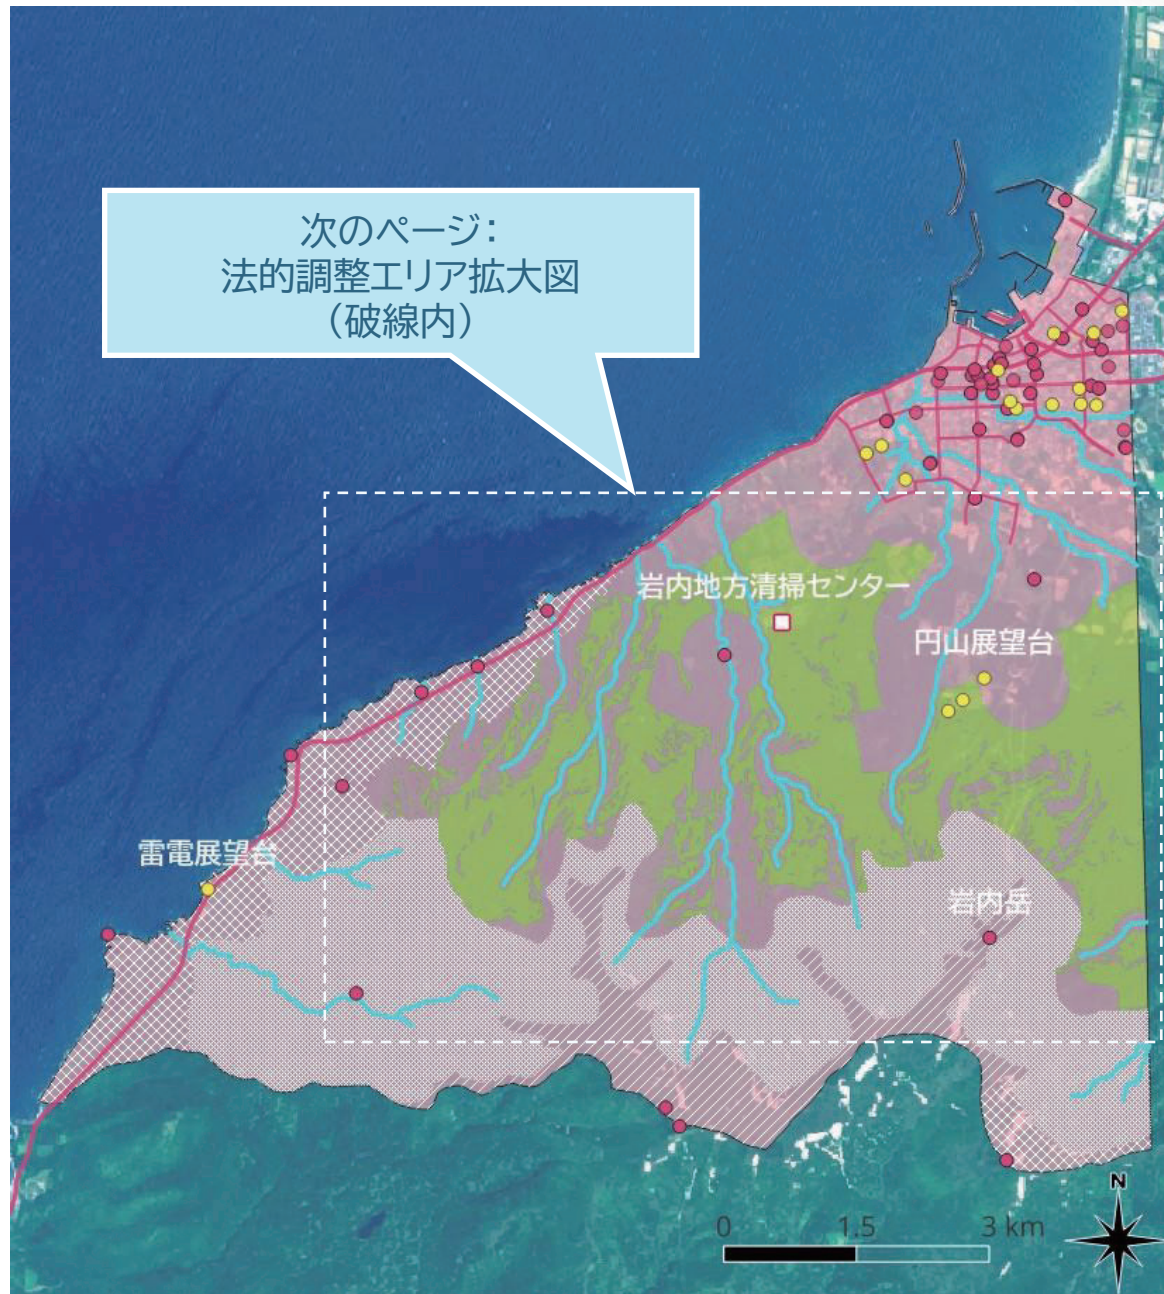 次のページ：
法的調整エリア拡大図
（破線内）
岩内地方清掃センター
円山展望台
雷電展望台
岩内岳
N
0 1.5 3 km